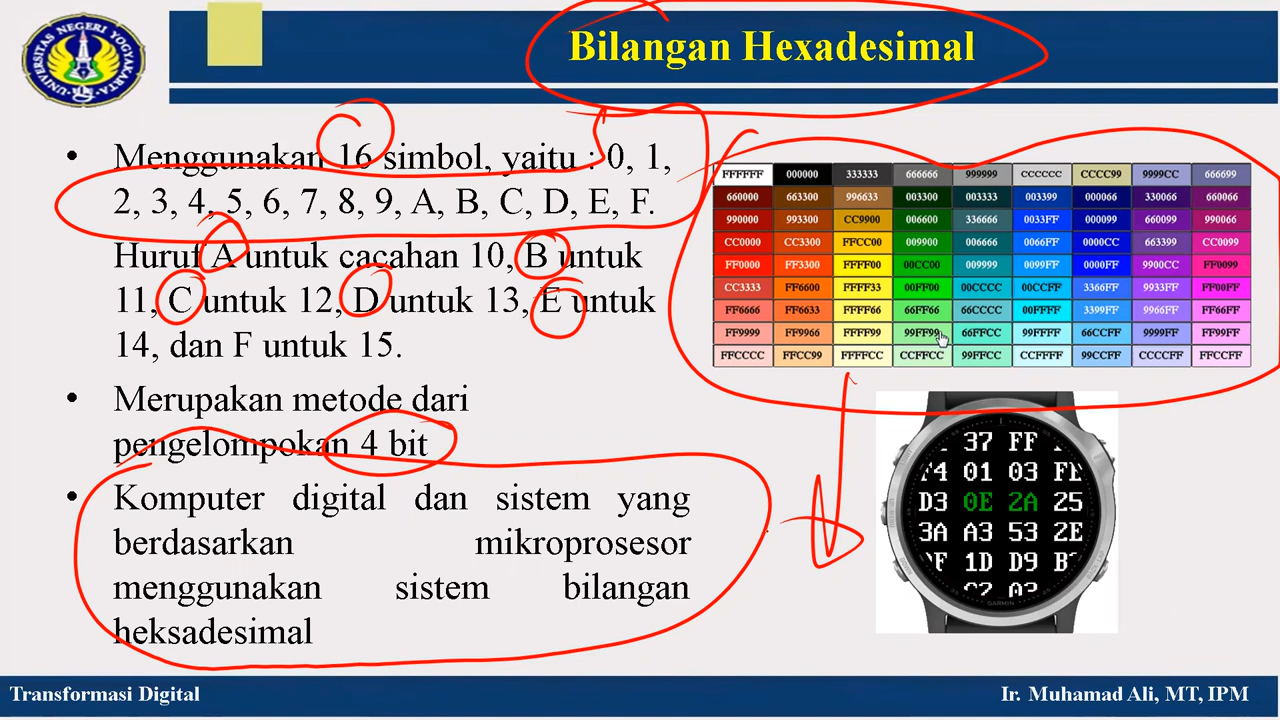 UNIVERSITAS NEGERI YOGYAKARTA
Bilangan Hexadesimal
• Menggunakan 16 simbol, yaitu : 0, 1,
2, 3, 4, 5, 6, 7, 8, 9, A, B, C, D, E, F.
Huruf A untuk cacahan 10, B untuk
11, C untuk 12, D untuk 13, E untuk
14, dan F untuk 15.
• Merupakan metode dari
pengelompokan 4 bit
• Komputer digital dan sistem yang
berdasarkan mikroprosesor
menggunakan sistem bilangan
heksadesimal
FFFFFF 000000 333333 666666 999999 CCCCCC CCCC99 9999CC 666699
660000 663300 996633 003300 003333 003399 000066 330066 660066
990000 993300 CC9900 006600 336666 0033FF 000099 660099 990066
CC0000 CC3300 FFCC00 009900 006666 0066FF 0000CC 663399 CC0099
FF0000 FF3300 FFFF00 00CC00 009999 0099FF 0000FF 9900CC FF0099
CC3333 FF6600 FFFF33 00FF00 00CCCC 00CCFF 3366FF 9933FF FF00FF
FF6666 FF6633 FFFF66 66FF66 66CCCC 00FFFF 3399FF 9966FF FF66FF
FF9999 FF9966 FFFF99 99FF99 66FFCC 99FFFF 66CCFF 9999FF FF99FF
FFCCCC FFCC99 FFFFCC CCFFCC 99FFCC CCFFFF 99CCFF CCCCFF FFCCFF
37 FF
01 03
D3 0E 2A 25
3A A3 53 2E
1D D9
GARMIN
Transformasi Digital
Ir. Muhamad Ali, MT, IPM